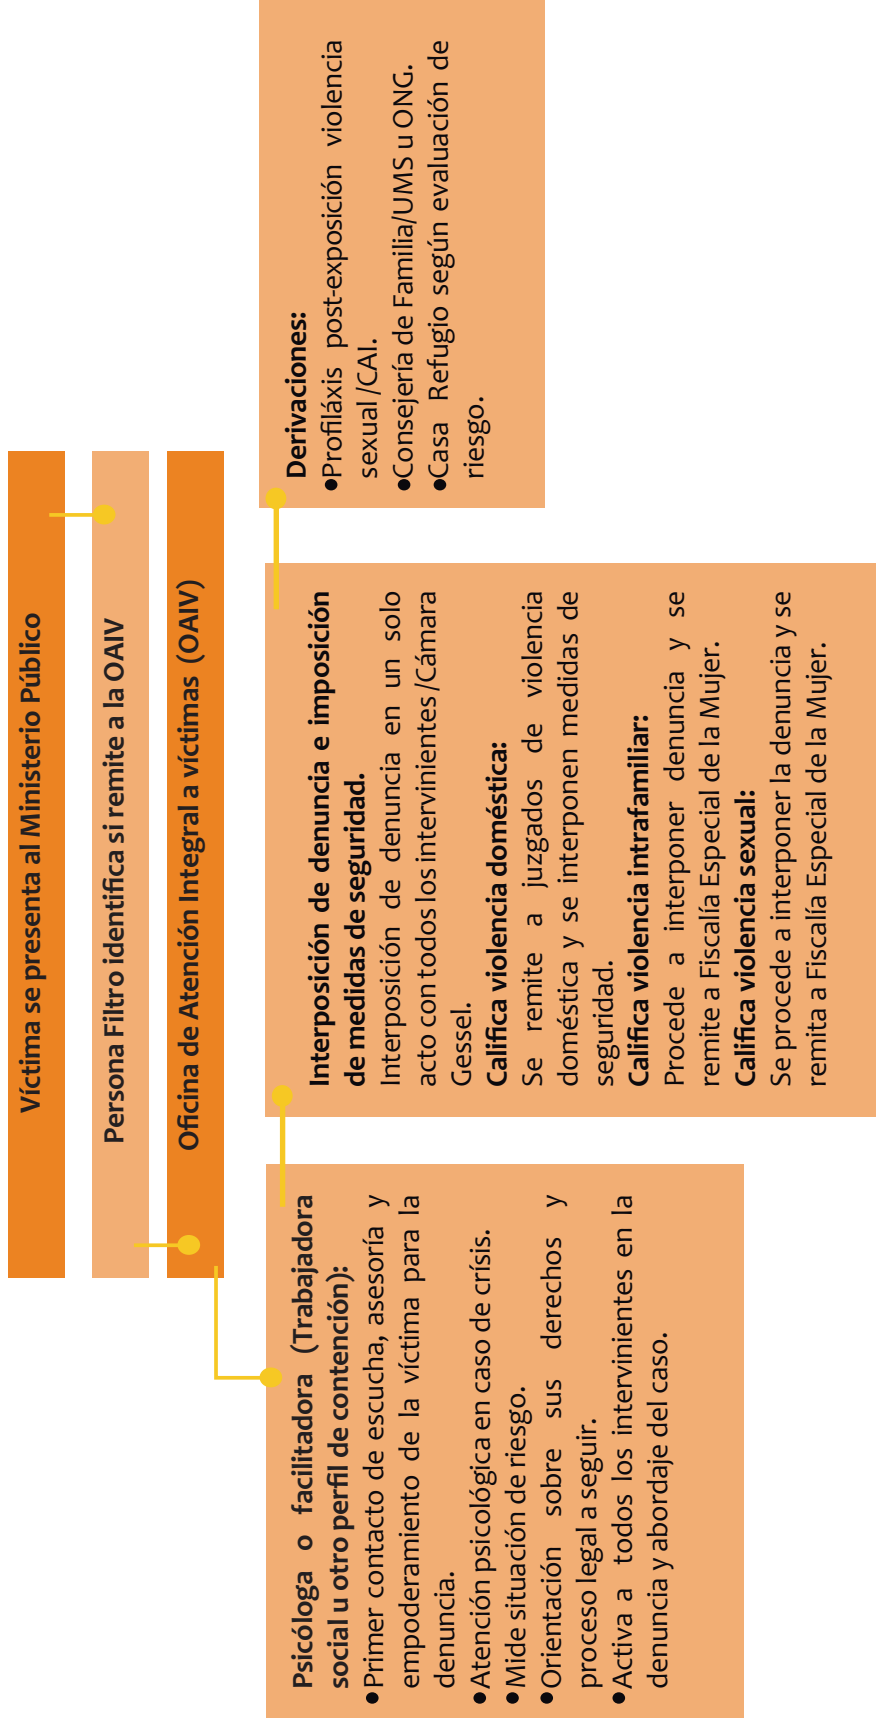 Víctima se presenta al Ministerio Público
Persona Filtro identifica si remite a la OAIV
Oficina de Atención Integral a víctimas (OAIV)
Psicóloga o facilitadora (Trabajadora
social u otro perfil de contención):
●Primer contacto de escucha, asesoría y
empoderamiento de la víctima para la
denuncia.
●Atención psicológica en caso de crísis.
●Mide situación de riesgo.
●Orientación sobre sus derechos y
proceso legal a seguir.
●Activa a todos los intervinientes en la
denuncia y abordaje del caso.
Interposición de denuncia e imposición
de medidas de seguridad.
Interposición de denuncia en un solo
acto con todos los intervinientes /Cámara
Gessel.
Califica violencia doméstica:
Se remite a juzgados de violencia
doméstica y se interponen medidas de
seguridad.
Califica violencia intrafamiliar:
Procede a interponer denuncia y se
remite a Fiscalía Especial de la Mujer.
Califica violencia sexual:
Se procede a interponer la denuncia y se
remita a Fiscalía Especial de la Mujer.
Derivaciones:
●Profiláxis post-exposición violencia
sexual /CAI.
●Consejería de Familia/UMS u ONG.
●Casa Refugio según evaluación de
riesgo.